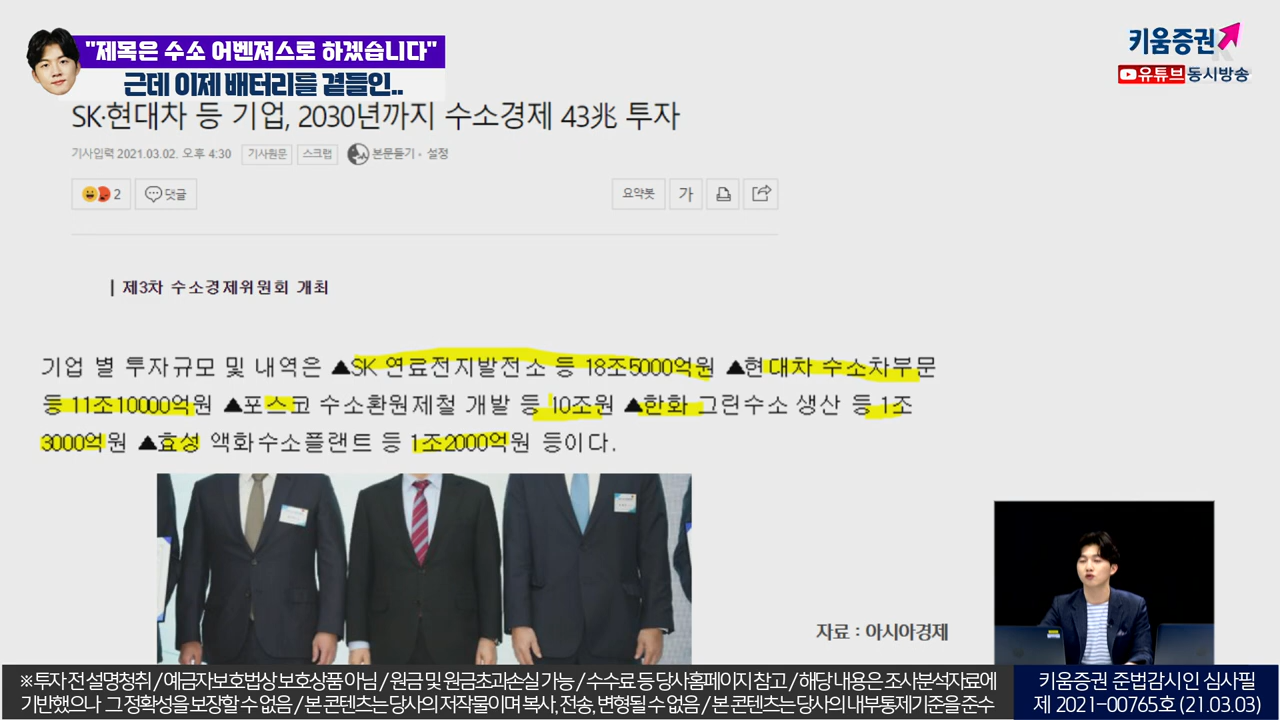 "제목은 수소 어벤져스로 하겠습니다"
근데 이제 배터리를 곁들인..
키움증권
유튜브 동시방송
SK·현대차 등 기업, 2030년까지 수소경제 43兆 투자
기사입력 2021.03.02. 오후 4:30 기사원문 스크랩 본문듣기 · 설정
2 댓글 요약봇 가
| 제3차 수소경제위원회 개최
기업 별 투자규모 및 내역은 ▲SK 연료전지발전소 등 18조5000억원 ▲현대차 수소차부문
등 11조10000억원 ▲포스코 수소환원제철 개발 등 10조원 ▲한화 그린수소 생산 등 1조
3000억원 ▲효성 액화수소플랜트 등 1조2000억원 등이다.
자료 : 아시아경제
※ 투자 전 설명청취 / 예금자보호법상 보호상품 아님 / 원금 및 원금초과손실 가능 / 수수료 등 당사홈페이지 참고 / 해당 내용은 조사분석자료에
기반했으나 그 정확성을 보장할 수 없음 / 본 콘텐츠는 당사의 저작물이며 복사, 전송, 변형될 수 없음 / 본 콘텐츠는 당사의 내부통제기준을 준수
키움증권 준법감시인 심사필
제 2021-00765호 (21.03.03)